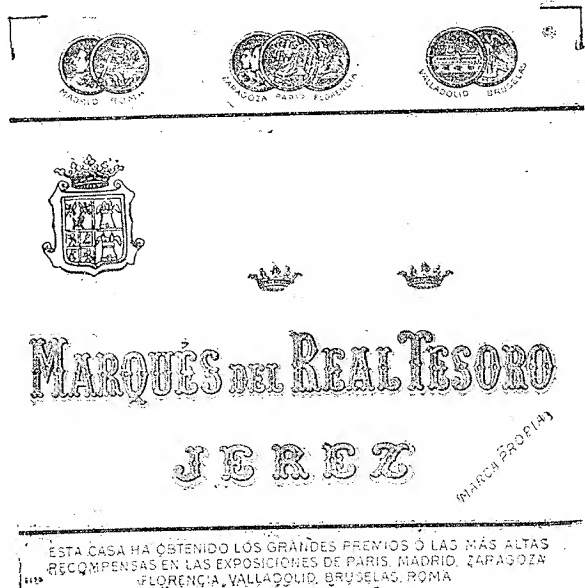 MADRID ROMA
ZARAGOZA PARIS FLORENCIA
VALLADOLID BRUSELAS
MARQUÉS DEL REAL TESORO
JEREZ
(MARCA PROPIA)
ESTA CASA HA OBTENIDO LOS GRANDES PREMIOS Ó LAS MÁS ALTAS
RECOMPENSAS EN LAS EXPOSICIONES DE PARIS, MADRID, ZARAGOZA
FLORENCIA, VALLADOLID, BRUSELAS, ROMA